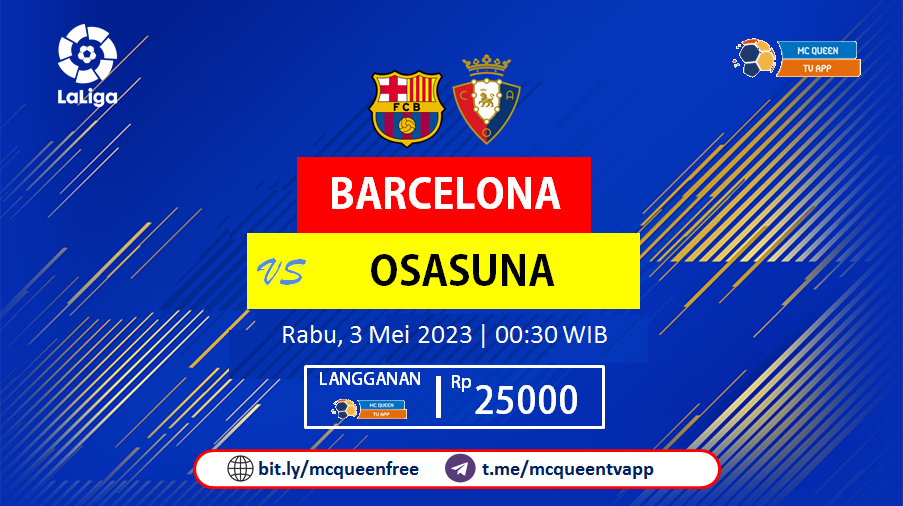 LaLiga
MC QUEEN
TV APP
FCB
C A
O
BARCELONA
VS OSASUNA
Rabu, 3 Mei 2023 | 00:30 WIB
LANGGANAN
MC QUEEN
TV APP
Rp 25000
bit.ly/mcqueenfree t.me/mcqueentvapp